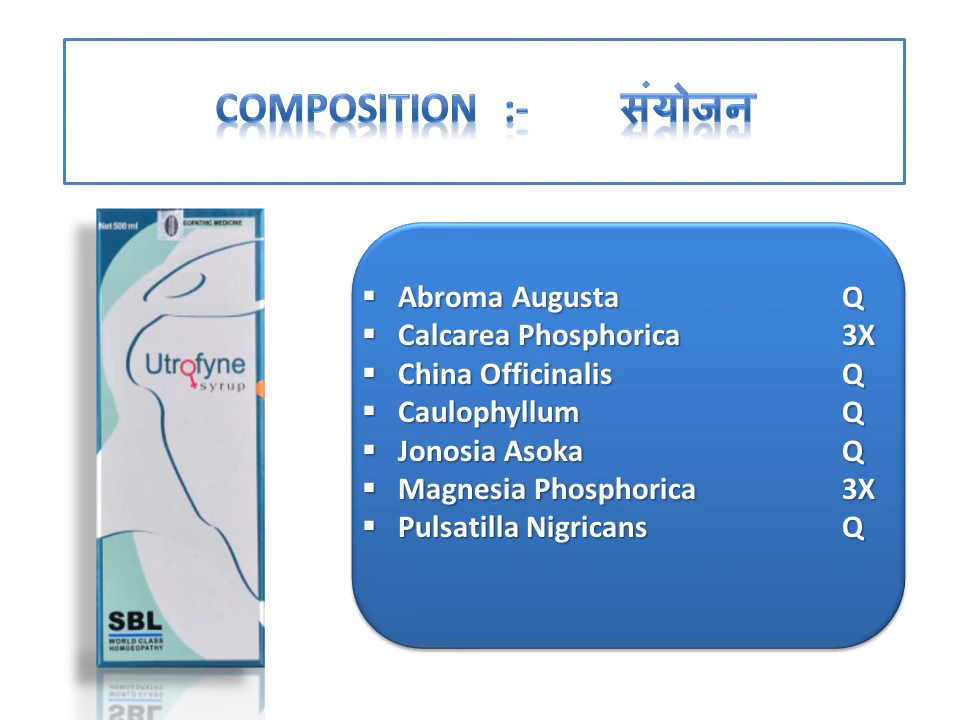 COMPOSITION :- संयोजन
Net 500 ml
EOPATHIC MEDICINE
Utrofyne
syrup
SBL
WORLD CLASS
HOMOEOPATHY
▪ Abroma Augusta Q
▪ Calcarea Phosphorica 3X
▪ China Officinalis Q
▪ Caulophyllum Q
▪ Jonosia Asoka Q
▪ Magnesia Phosphorica 3X
▪ Pulsatilla Nigricans Q